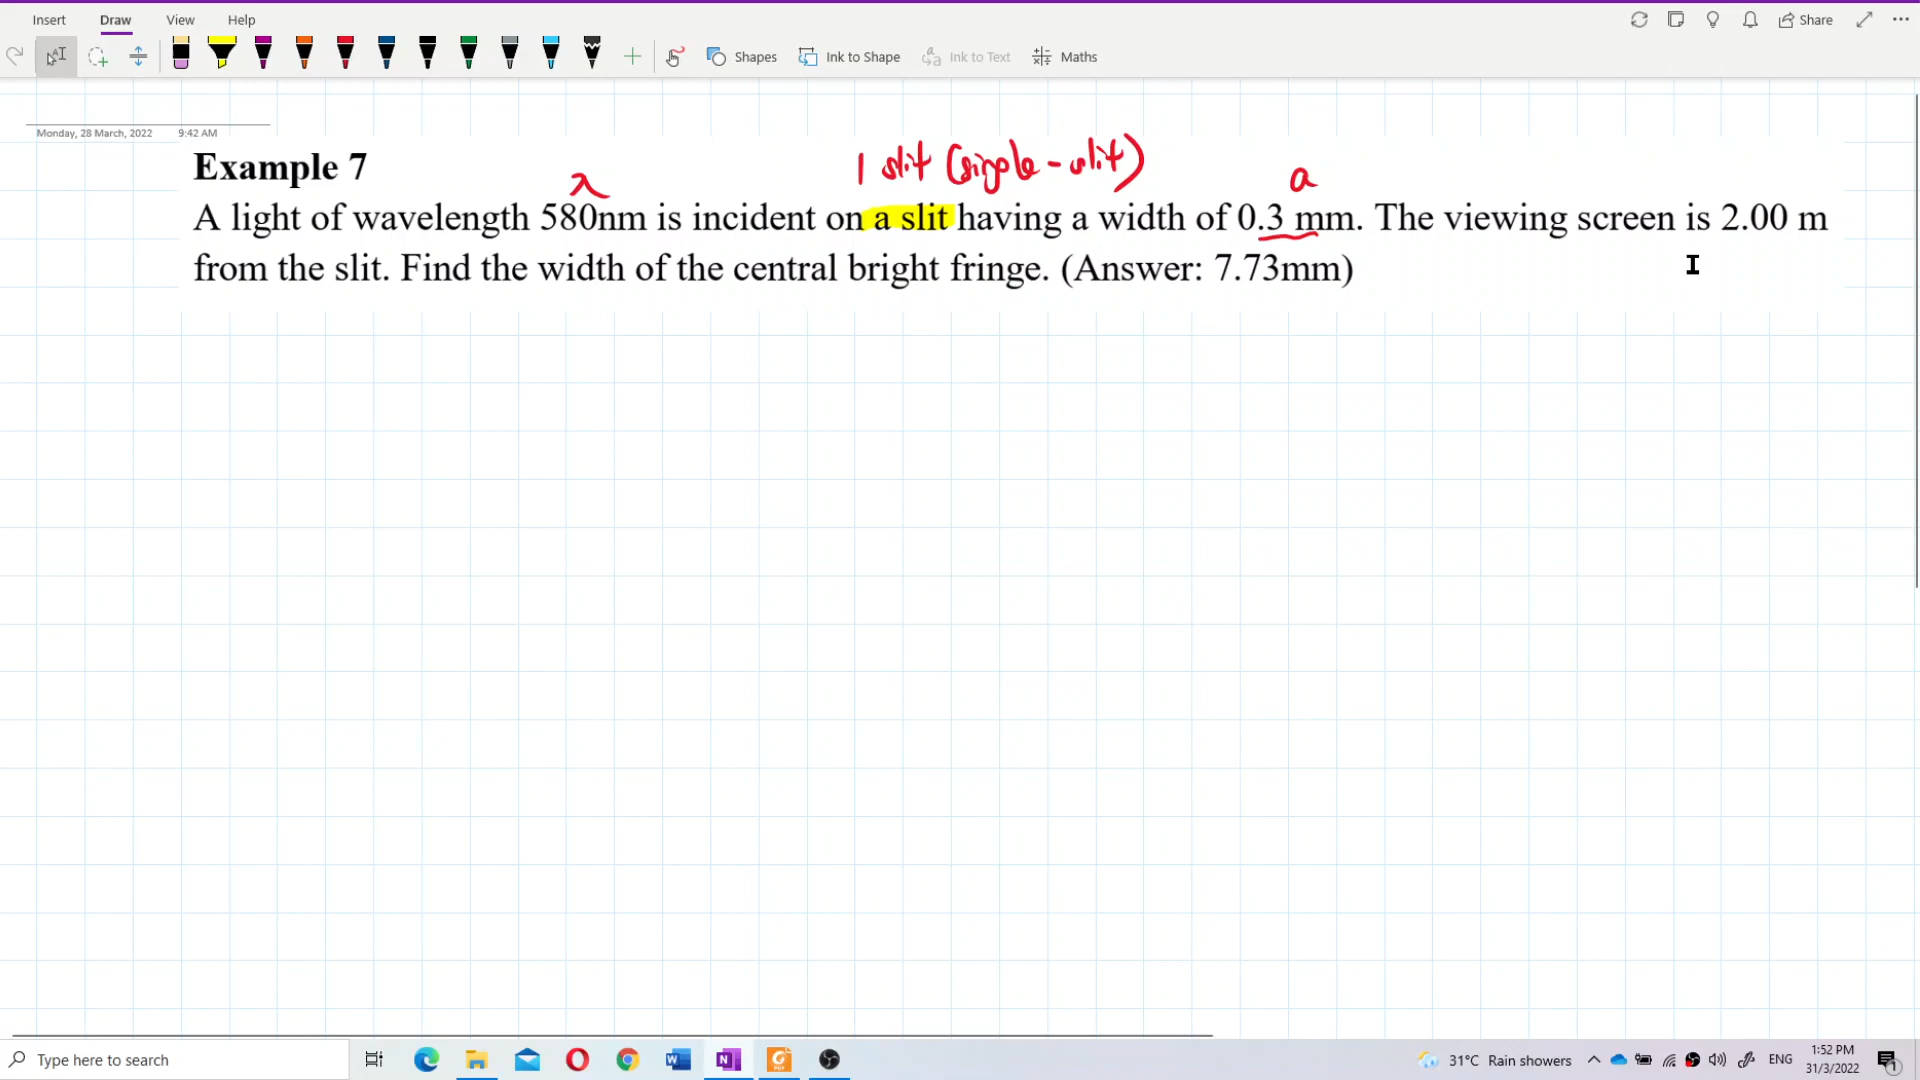 Insert Draw View Help
Share
Shapes Ink to Shape Ink to Text Maths
Monday, 28 March, 2022 9:42 AM
1 slit (single-slit)
Example 7
λ a
A light of wavelength 580nm is incident on a slit having a width of 0.3 mm. The viewing screen is 2.00 m
from the slit. Find the width of the central bright fringe. (Answer: 7.73mm)
Type here to search
31°C Rain showers
ENG
1:52 PM
31/3/2022
1